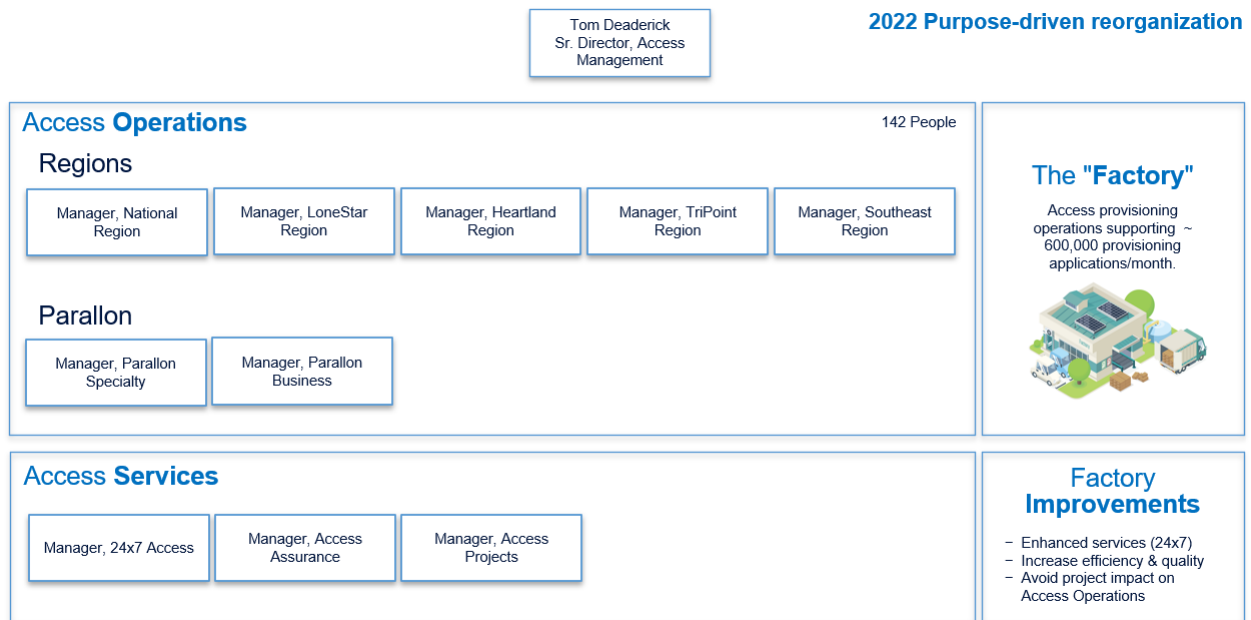 Tom Deaderick
Sr. Director, Access
Management
2022 Purpose-driven reorganization
Access Operations
142 People
Regions
Manager, National
Region
Manager, LoneStar
Region
Manager, Heartland
Region
Manager, TriPoint
Region
Manager, Southeast
Region
Parallon
Manager, Parallon
Specialty
Manager, Parallon
Business
The "Factory"
Access provisioning
operations supporting ~
600,000 provisioning
applications/month.
Access Services
Manager, 24x7 Access
Manager, Access
Assurance
Manager, Access
Projects
Factory
Improvements
− Enhanced services (24x7)
− Increase efficiency & quality
− Avoid project impact on
Access Operations